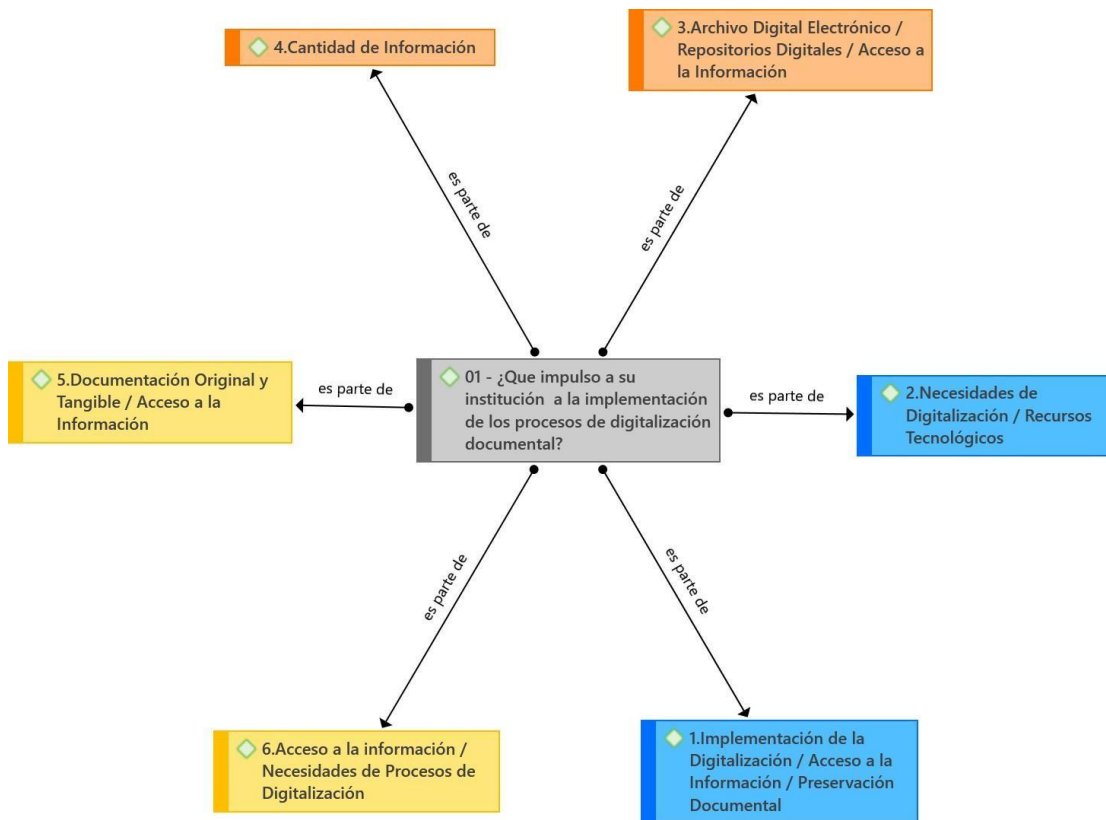 4.Cantidad de Información
3.Archivo Digital Electrónico /
Repositorios Digitales / Acceso a
la Información
es parte de
es parte de
5.Documentación Original y
Tangible / Acceso a la
Información
es parte de
01 - ¿Que impulso a su
institución a la implementación
de los procesos de digitalización
documental?
es parte de
2.Necesidades de
Digitalización / Recursos
Tecnológicos
es parte de
es parte de
6.Acceso a la información /
Necesidades de Procesos de
Digitalización
1.Implementación de la
Digitalización / Acceso a la
Información / Preservación
Documental